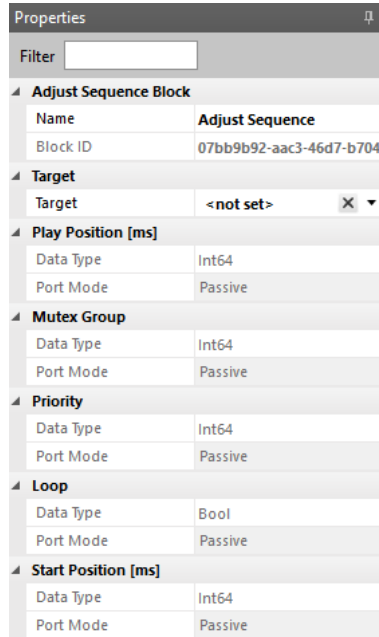 Properties
Filter
Adjust Sequence Block
Name Adjust Sequence
Block ID 07bb9b92-aac3-46d7-b704
Target
Target <not set>
Play Position [ms]
Data Type Int64
Port Mode Passive
Mutex Group
Data Type Int64
Port Mode Passive
Priority
Data Type Int64
Port Mode Passive
Loop
Data Type Bool
Port Mode Passive
Start Position [ms]
Data Type Int64
Port Mode Passive